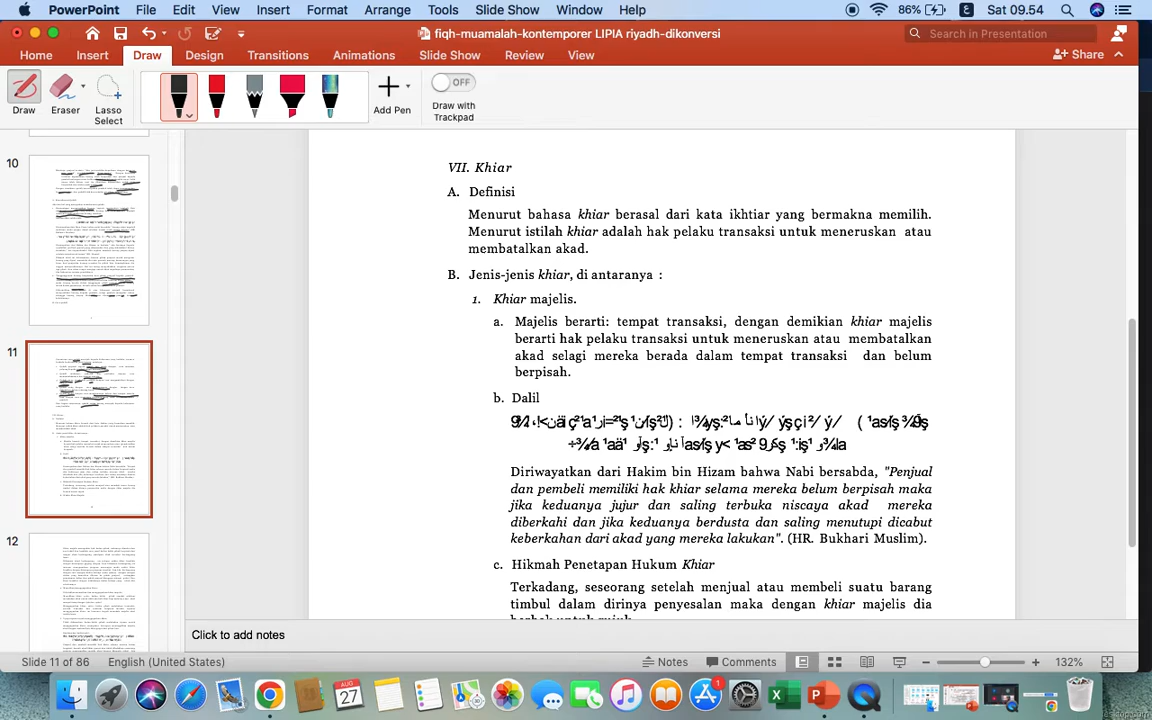 PowerPoint File Edit View Insert Format Arrange Tools Slide Show Window Help 86% Sat 09.54
fiqh-muamalah-kontemporer LIPIA riyadh-dikonversi
Search in Presentation
Home Insert Draw Design Transitions Animations Slide Show Review View
Share
OFF
Draw Eraser Lasso Select Add Pen Draw with Trackpad
10
11
12
VII. Khiar
A. Definisi
Menurut bahasa khiar berasal dari kata ikhtiar yang bermakna memilih.
Menurut istilah khiar adalah hak pelaku transaksi untuk meneruskan atau
membatalkan akad.
B. Jenis-jenis khiar, di antaranya :
1. Khiar majelis.
a. Majelis berarti: tempat transaksi, dengan demikian khiar majelis
berarti hak pelaku transaksi untuk meneruskan atau membatalkan
akad selagi mereka berada dalam tempat transaksi dan belum
berpisah.
b. Dalil
Diriwayatkan dari Hakim bin Hizam bahwa Nabi bersabda, "Penjual
dan pembeli memiliki hak khiar selama mereka belum berpisah maka
jika keduanya jujur dan saling terbuka niscaya akad mereka
diberkahi dan jika keduanya berdusta dan saling menutupi dicabut
keberkahan dari akad yang mereka lakukan". (HR. Bukhari Muslim).
c. Hikmah Penetapan Hukum Khiar
Terkadang, seseorang setelah menjual atau membeli suatu barang
timbul dalam dirinya penyesalan maka dengan khiar majelis dia
Click to add notes
Slide 11 of 86 English (United States) Notes Comments 132%
AUG
27
1